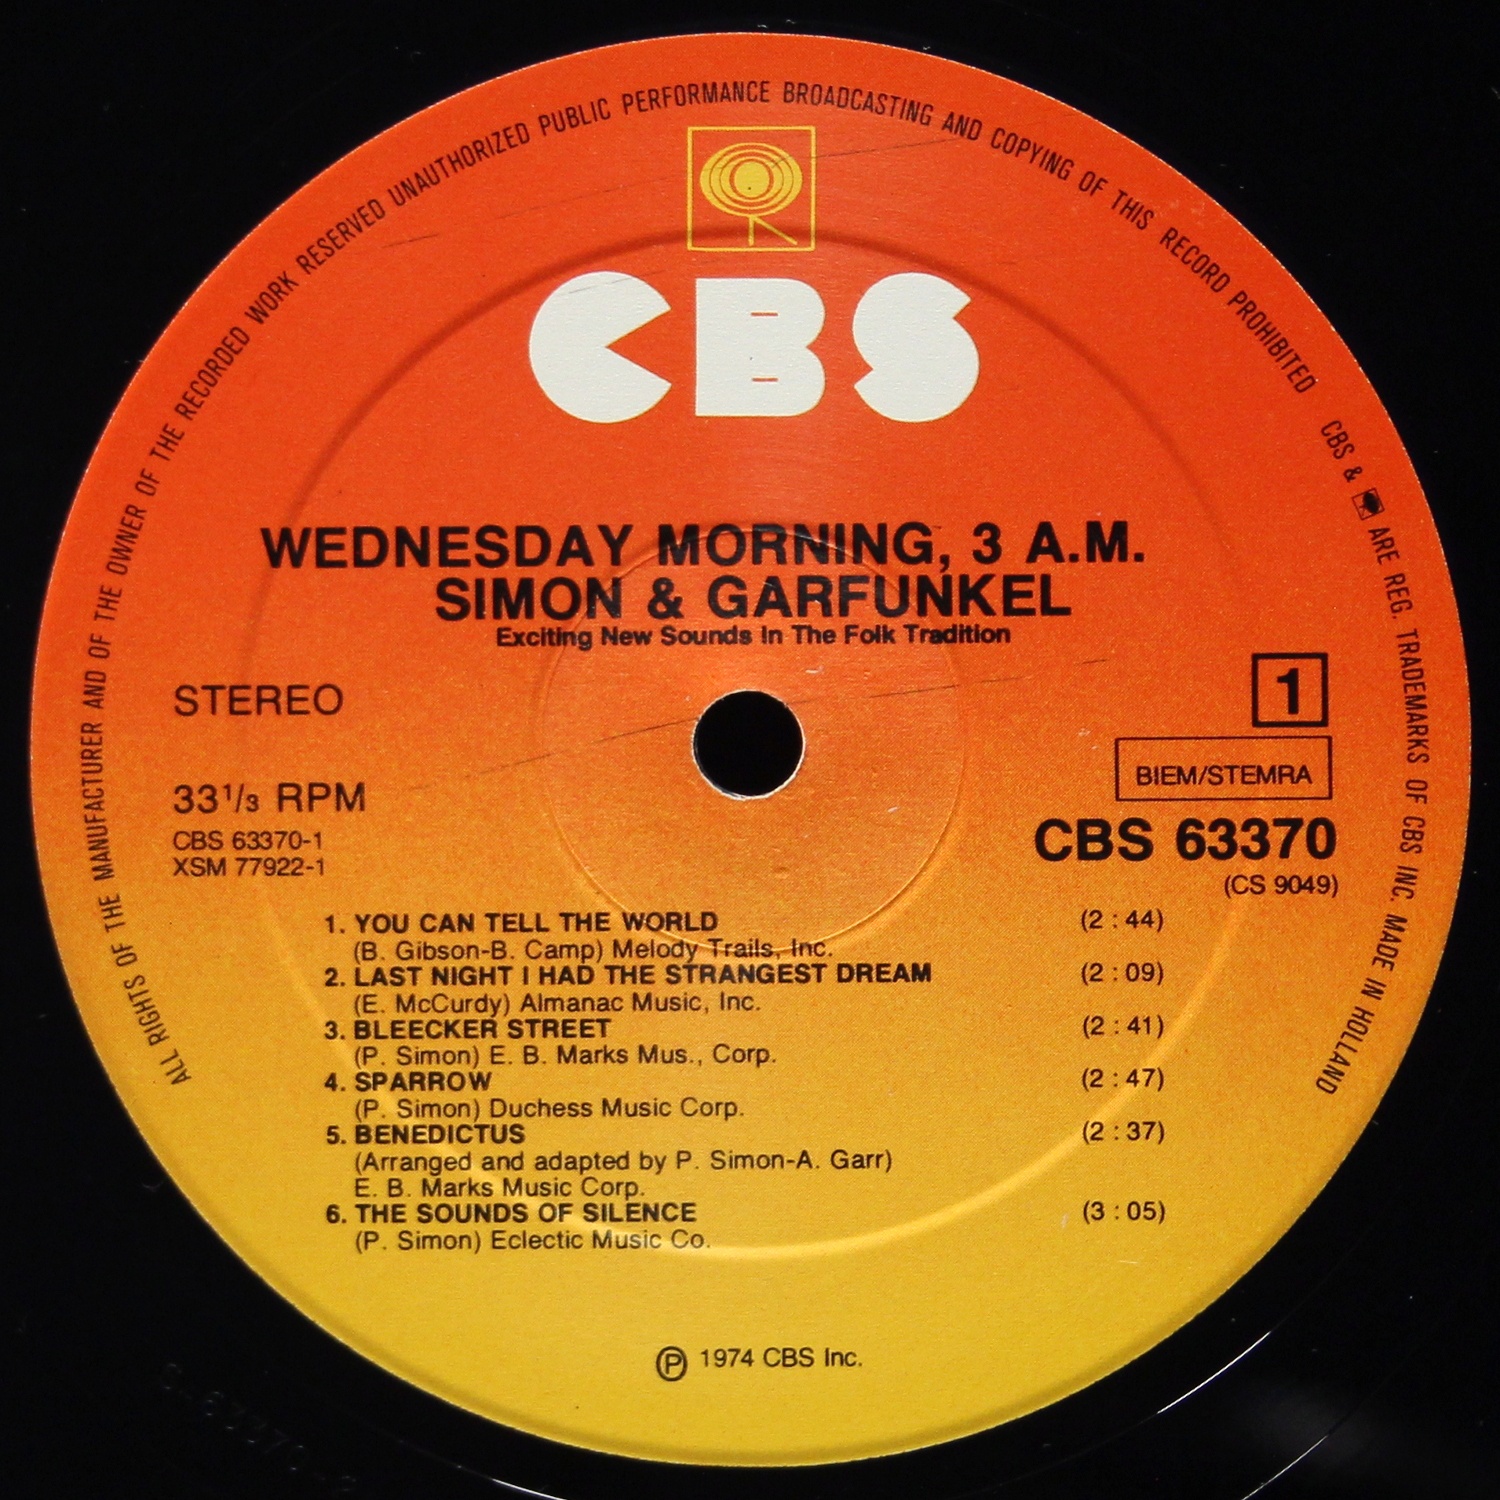 ALL RIGHTS OF THE MANUFACTURER AND OF THE OWNER OF THE RECORDED WORK RESERVED UNAUTHORIZED PUBLIC PERFORMANCE BROADCASTING AND COPYING OF THIS RECORD PROHIBITED CBS & ARE REG. TRADEMARKS OF CBS INC. MADE IN HOLLAND
CBS
WEDNESDAY MORNING, 3 A.M.
SIMON & GARFUNKEL
Exciting New Sounds In The Folk Tradition
STEREO
1
BIEM/STEMRA
33 1/3 RPM
CBS 63370-1
XSM 77922-1
CBS 63370
(CS 9049)
1. YOU CAN TELL THE WORLD (2 : 44)
(B. Gibson-B. Camp) Melody Trails, Inc.
2. LAST NIGHT I HAD THE STRANGEST DREAM (2 : 09)
(E. McCurdy) Almanac Music, Inc.
3. BLEECKER STREET (2 : 41)
(P. Simon) E. B. Marks Mus., Corp.
4. SPARROW (2 : 47)
(P. Simon) Duchess Music Corp.
5. BENEDICTUS (2 : 37)
(Arranged and adapted by P. Simon-A. Garr)
E. B. Marks Music Corp.
6. THE SOUNDS OF SILENCE (3 : 05)
(P. Simon) Eclectic Music Co.
℗ 1974 CBS Inc.